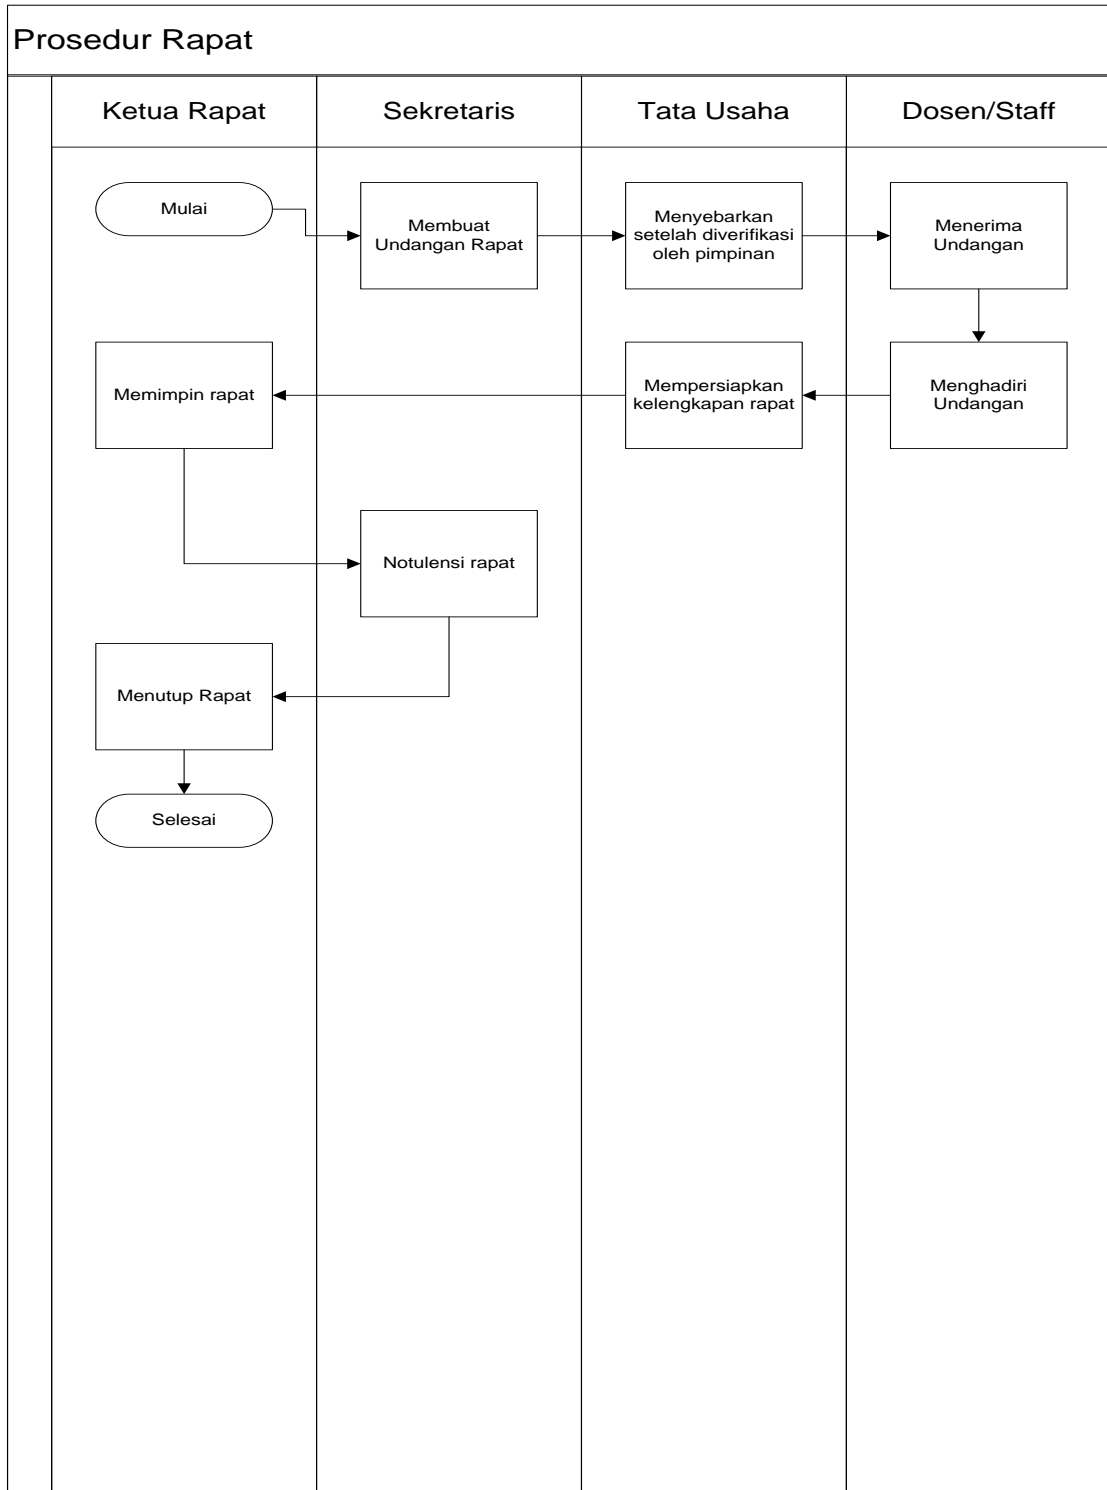 Prosedur Rapat
Ketua Rapat
Sekretaris
Tata Usaha
Dosen/Staff
Mulai
Membuat
Undangan Rapat
Menyebarkan
setelah diverifikasi
oleh pimpinan
Menerima
Undangan
Memimpin rapat
Mempersiapkan
kelengkapan rapat
Menghadiri
Undangan
Notulensi rapat
Menutup Rapat
Selesai